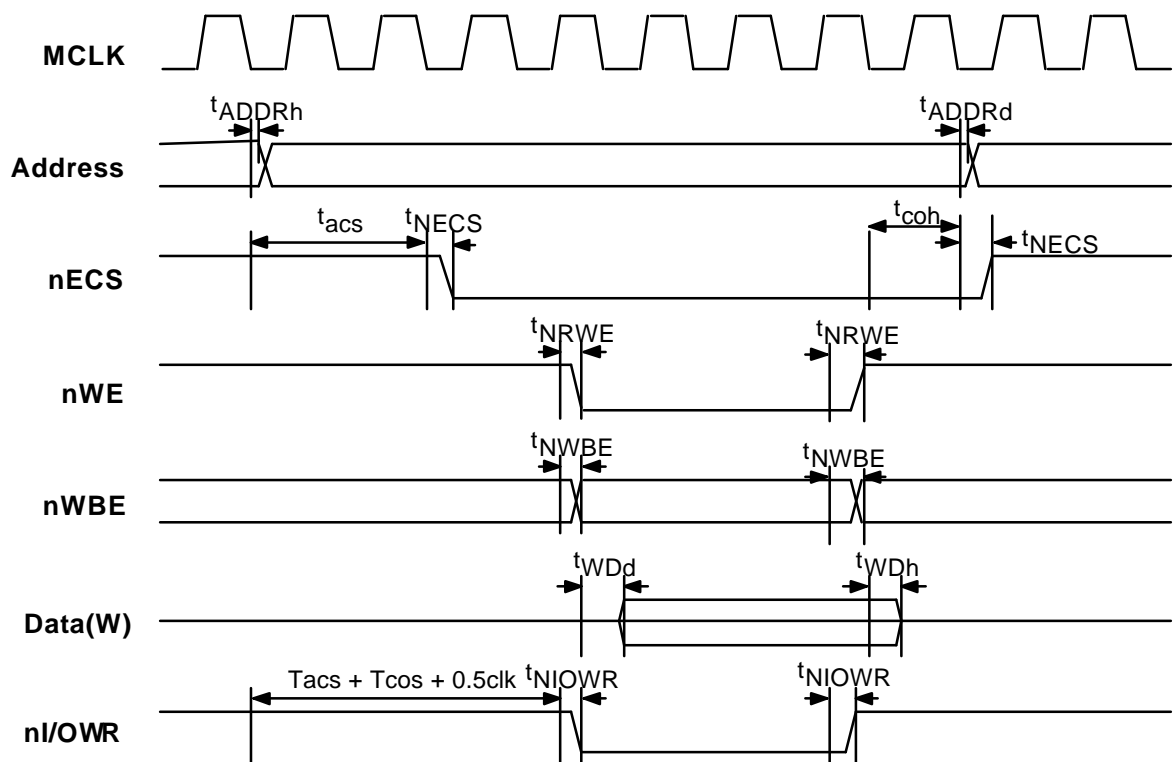 MCLK
tADDRh tADDRd
Address
tacs tNECS tcoh
tNECS
nECS
tNRWE tNRWE
nWE
tNWBE tNWBE
nWBE
tWDd tWDh
Data(W)
Tacs + Tcos + 0.5clk tNIOWR tNIOWR
nI/OWR